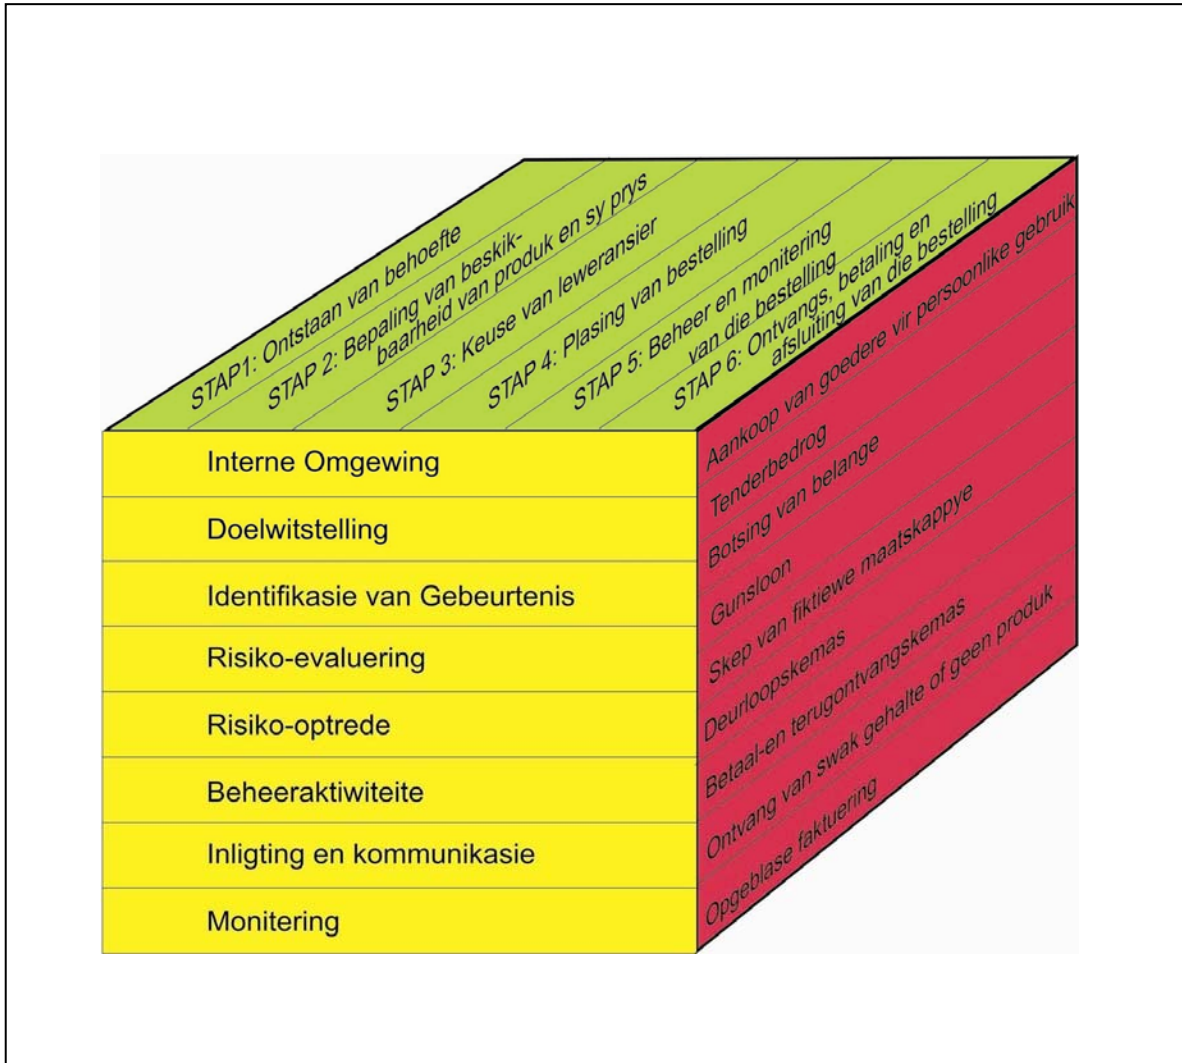 STAP1: Ontstaan van behoefte
STAP 2: Bepaling van beskik-
baarheid van produk en sy prys
STAP 3: Keuse van leweransier
STAP 4: Plasing van bestelling
STAP 5: Beheer en monitering
van die bestelling
STAP 6: Ontvangs, betaling en
afsluiting van die bestelling
Interne Omgewing
Doelwitstelling
Identifikasie van Gebeurtenis
Risiko-evaluering
Risiko-optrede
Beheeraktiwiteite
Inligting en kommunikasie
Monitering
Aankoop van goedere vir persoonlike gebruik
Tenderbedrog
Botsing van belange
Gunsloon
Skep van fiktiewe maatskappye
Deurloopskemas
Betaal-en terugontvangskemas
Ontvang van swak gehalte of geen produk
Opgeblase faktuering